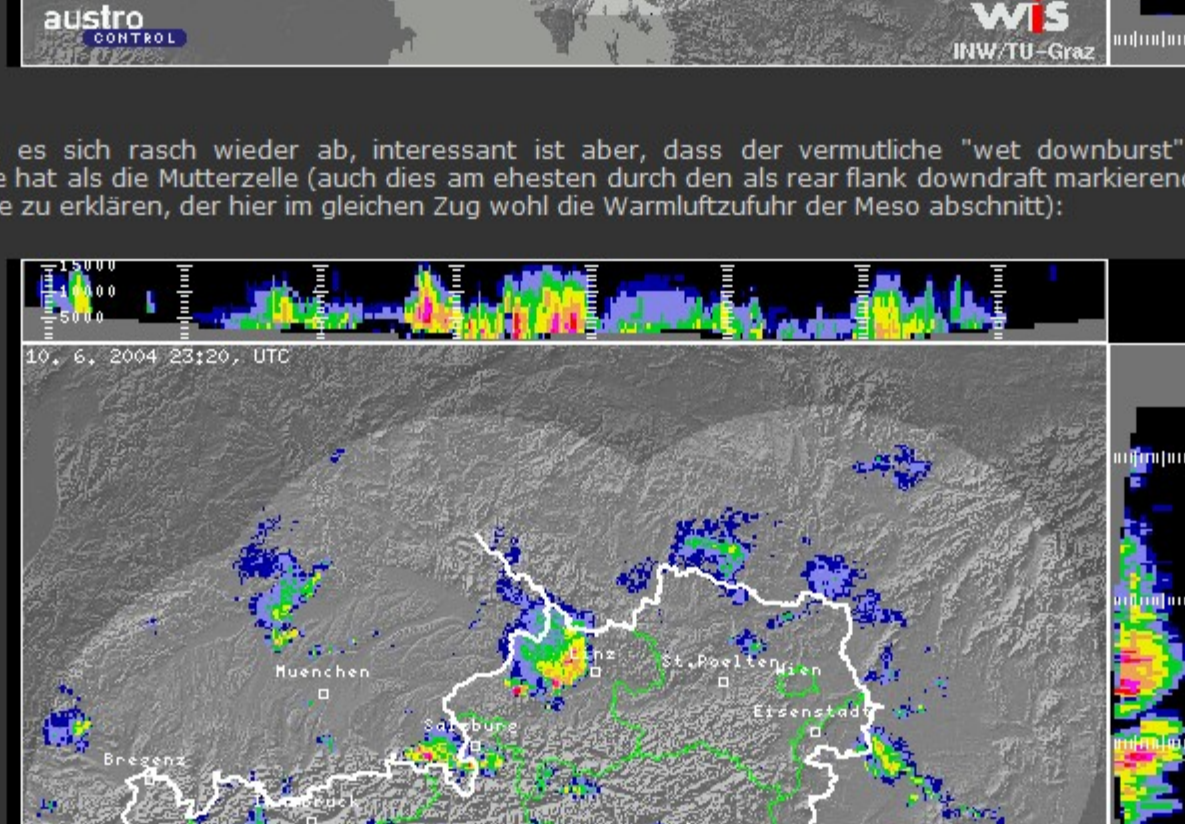 austro
CONTROL
WIS
INW/TU-Graz
es sich rasch wieder ab, interessant ist aber, dass der vermutliche "wet downburst"
e hat als die Mutterzelle (auch dies am ehesten durch den als rear flank downdraft markierend
e zu erklären, der hier im gleichen Zug wohl die Warmluftzufuhr der Meso abschnitt):
15000
10000
5000
10. 6. 2004 23:20, UTC
Linz
St.Poelten
Wien
Muenchen
Eisenstadt
Salzburg
Bregenz
Innsbruck